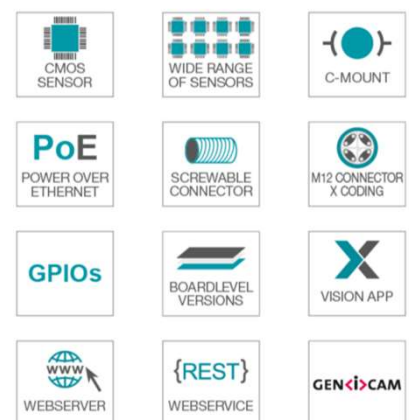 CMOS
SENSOR
WIDE RANGE
OF SENSORS
C-MOUNT
PoE
POWER OVER
ETHERNET
SCREWABLE
CONNECTOR
M12 CONNECTOR
X CODING
GPIOs
BOARDLEVEL
VERSIONS
VISION APP
WWW
WEBSERVER
{REST}
WEBSERVICE
GEN<i>CAM